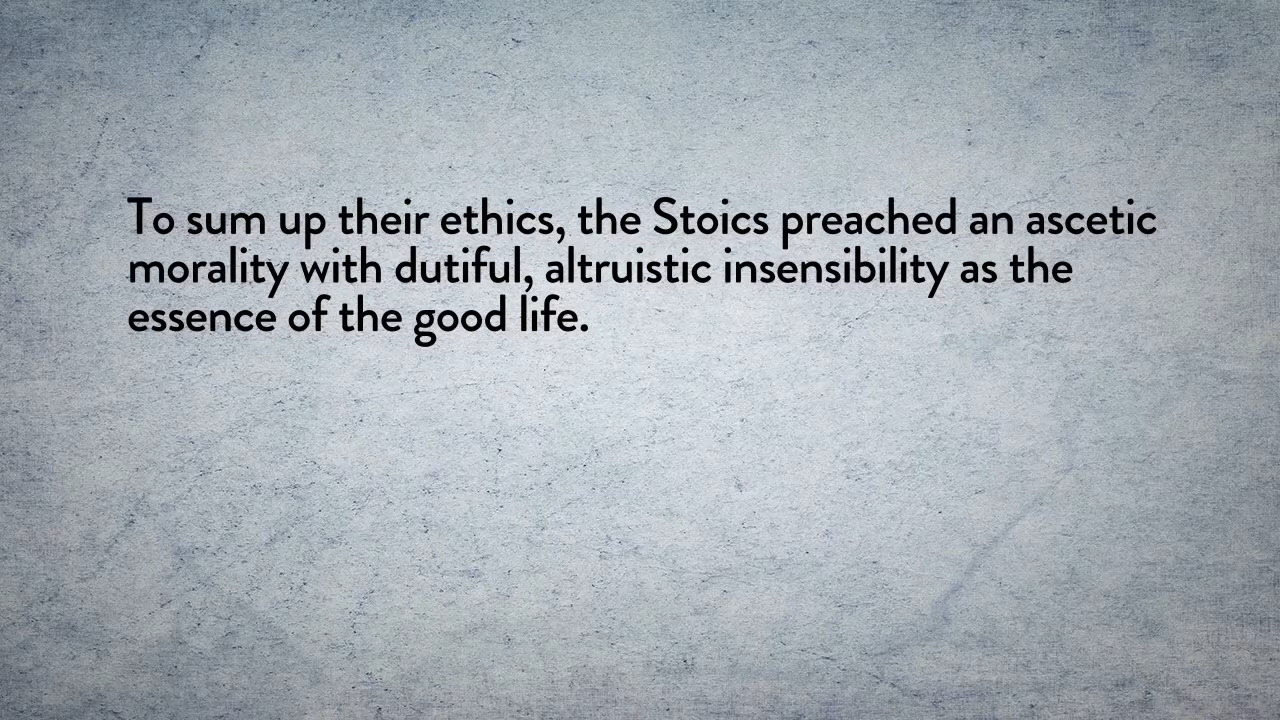 To sum up their ethics, the Stoics preached an ascetic
morality with dutiful, altruistic insensibility as the
essence of the good life.